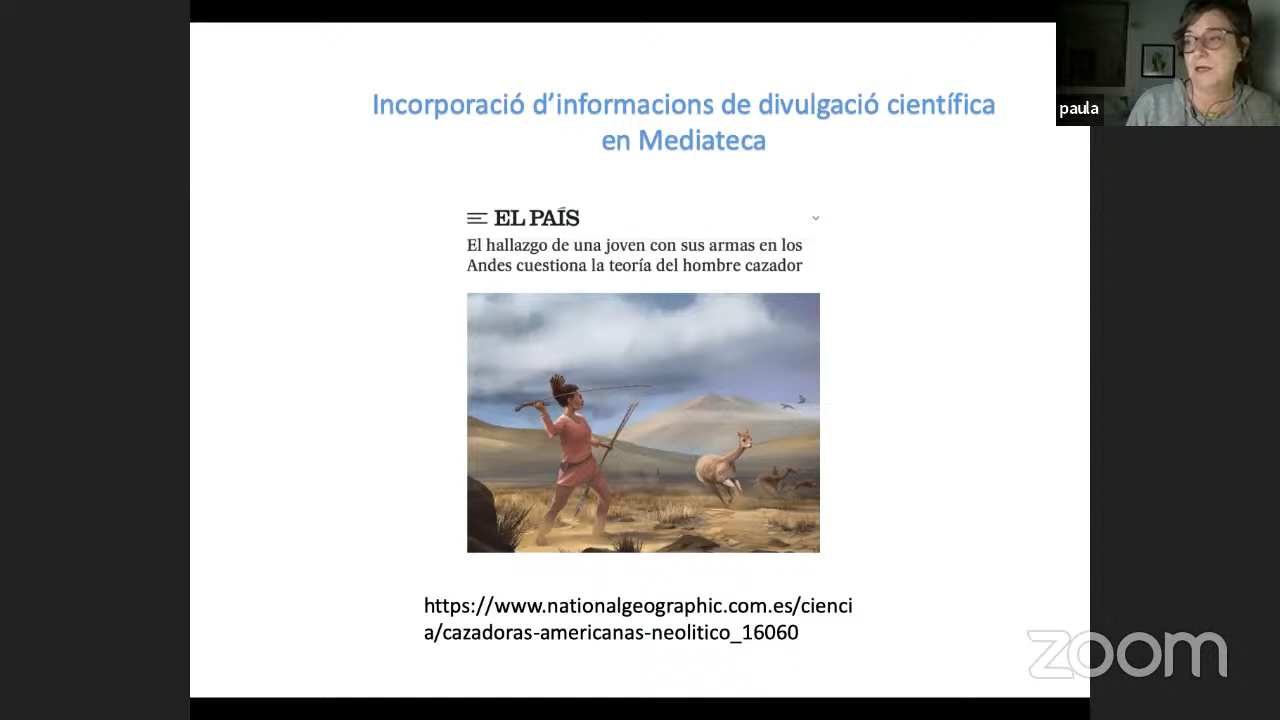 Incorporació d’informacions de divulgació científica
en Mediateca
EL PAÍS
El hallazgo de una joven con sus armas en los
Andes cuestiona la teoría del hombre cazador
https://www.nationalgeographic.com.es/cienci
a/cazadoras-americanas-neolitico_16060
paula
zoom